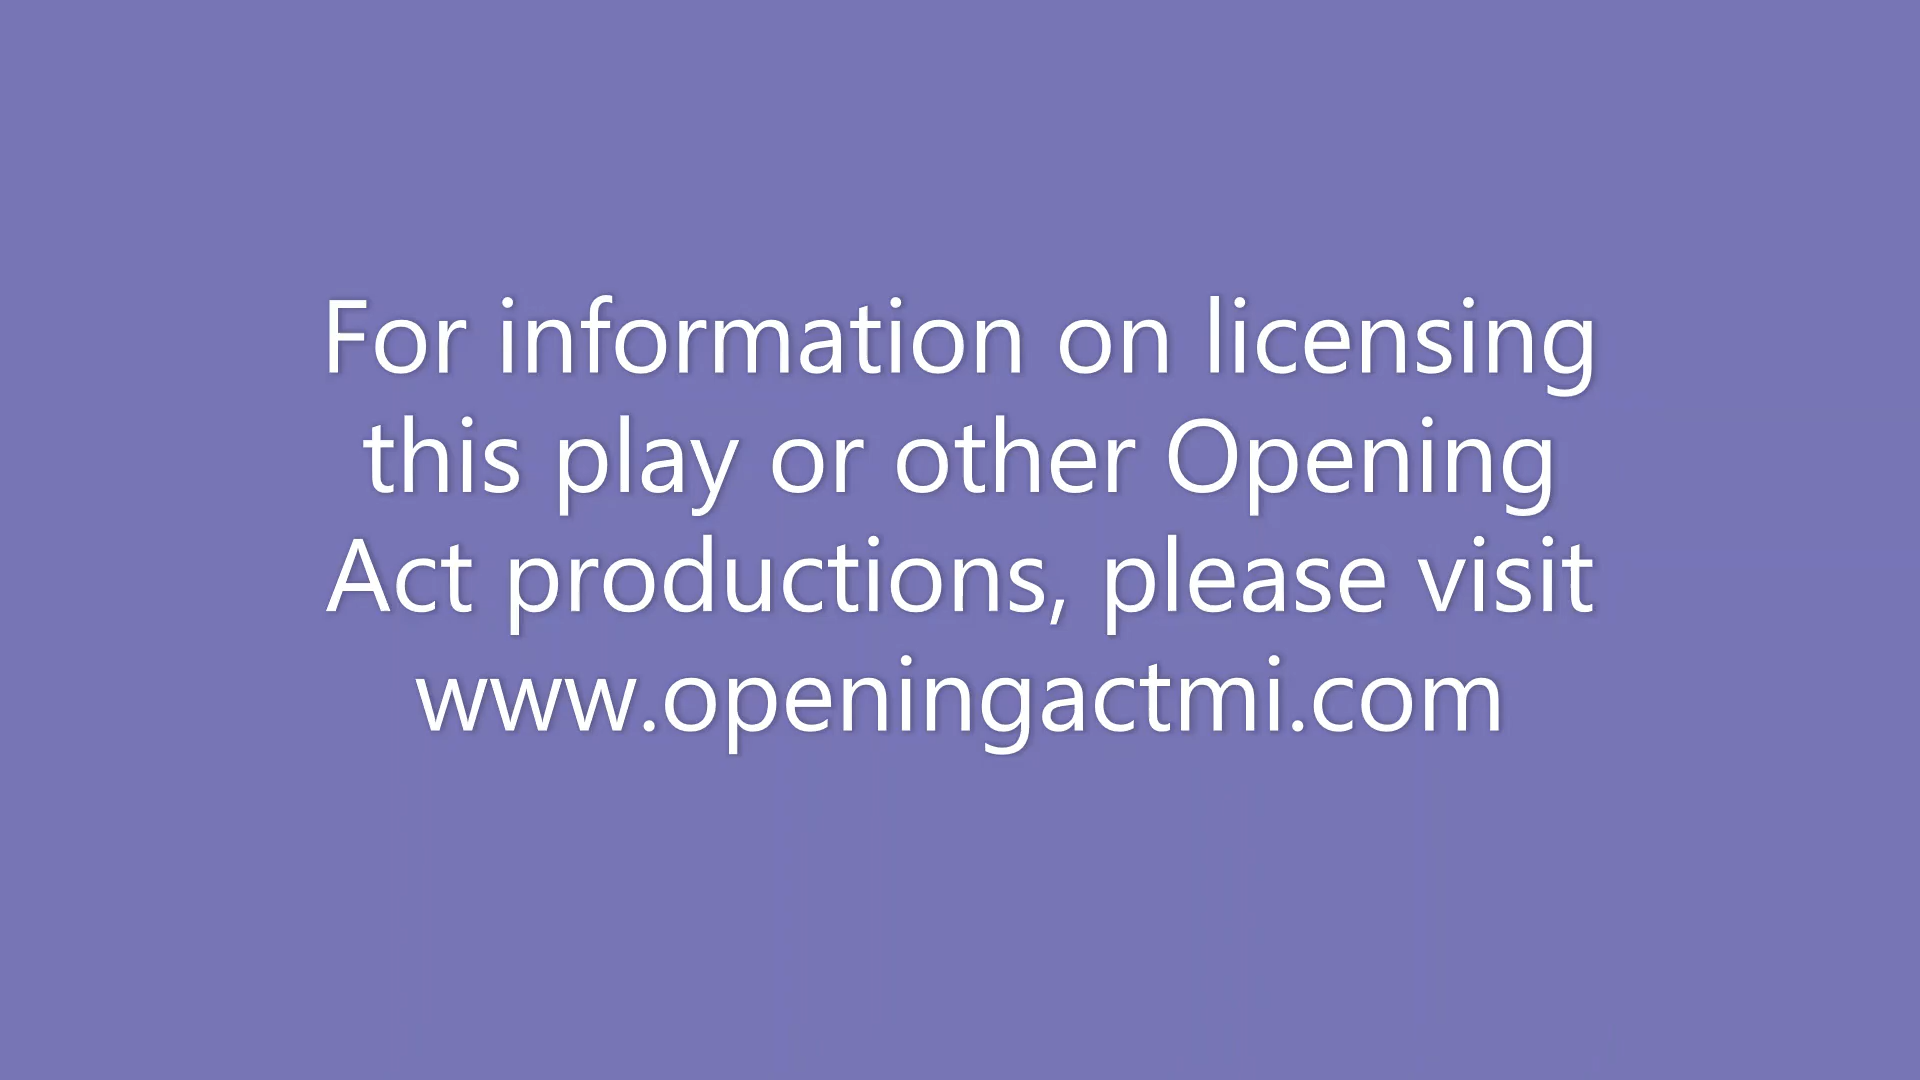 For information on licensing
this play or other Opening
Act productions, please visit
www.openingactmi.com